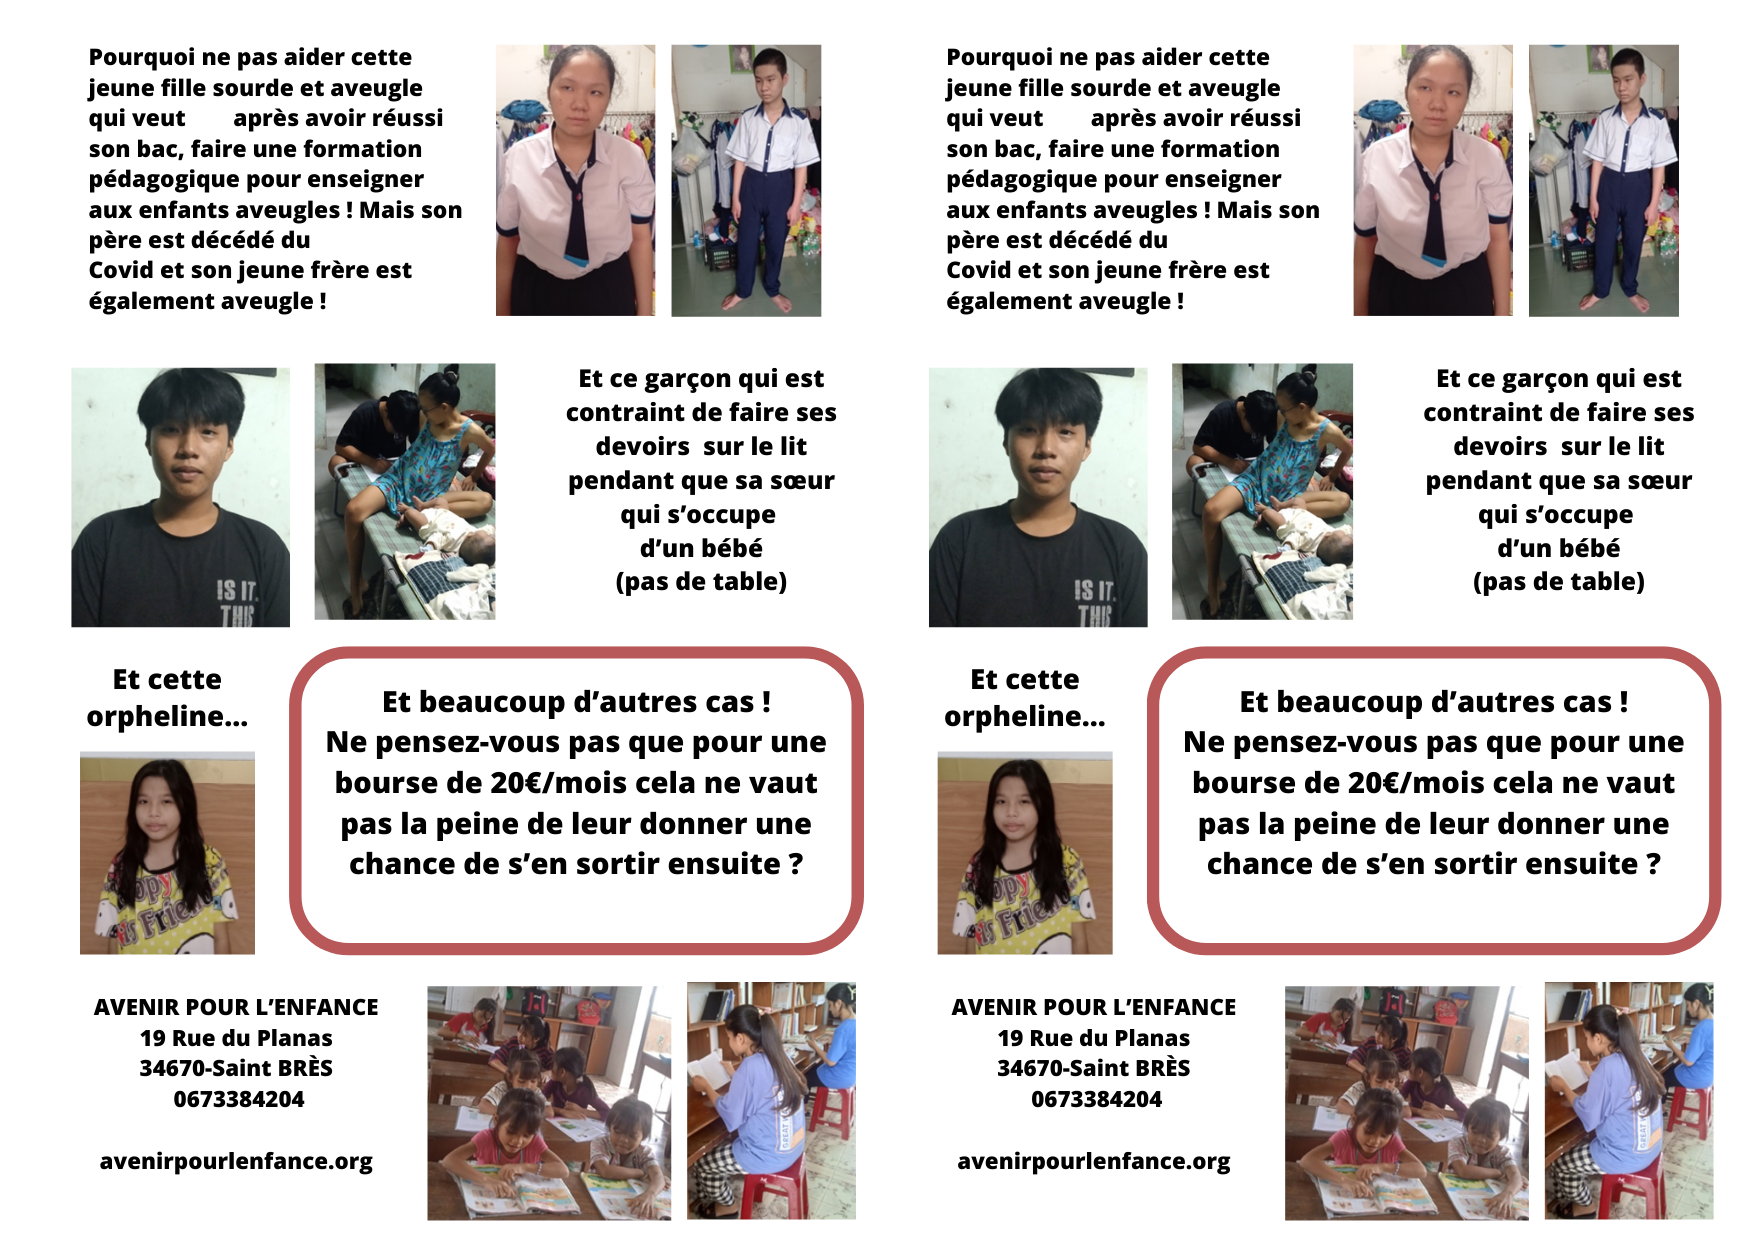 Pourquoi ne pas aider cette
jeune fille sourde et aveugle
qui veut après avoir réussi
son bac, faire une formation
pédagogique pour enseigner
aux enfants aveugles ! Mais son
père est décédé du
Covid et son jeune frère est
également aveugle !
Et ce garçon qui est
contraint de faire ses
devoirs sur le lit
pendant que sa sœur
qui s’occupe
d’un bébé
(pas de table)
IS IT.
THIS
Et cette
orpheline...
Et beaucoup d’autres cas !
Ne pensez-vous pas que pour une
bourse de 20€/mois cela ne vaut
pas la peine de leur donner une
chance de s’en sortir ensuite ?
AVENIR POUR L’ENFANCE
19 Rue du Planas
34670-Saint BRÈS
0673384204
avenirpourlenfance.org
Pourquoi ne pas aider cette
jeune fille sourde et aveugle
qui veut après avoir réussi
son bac, faire une formation
pédagogique pour enseigner
aux enfants aveugles ! Mais son
père est décédé du
Covid et son jeune frère est
également aveugle !
Et ce garçon qui est
contraint de faire ses
devoirs sur le lit
pendant que sa sœur
qui s’occupe
d’un bébé
(pas de table)
IS IT.
THIS
Et cette
orpheline...
Et beaucoup d’autres cas !
Ne pensez-vous pas que pour une
bourse de 20€/mois cela ne vaut
pas la peine de leur donner une
chance de s’en sortir ensuite ?
AVENIR POUR L’ENFANCE
19 Rue du Planas
34670-Saint BRÈS
0673384204
avenirpourlenfance.org